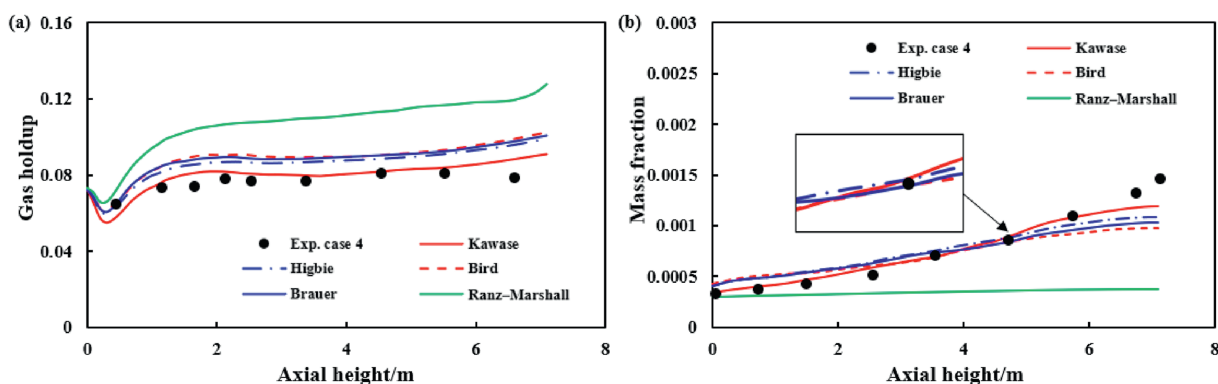 (a)
0.16
0.12
0.08
0.04
0
Gas holdup
Exp. case 4
Kawase
Higbie
Bird
Brauer
Ranz–Marshall
0 2 4 6 8
Axial height/m
(b)
0.003
0.0025
0.002
0.0015
0.001
0.0005
0
Mass fraction
Exp. case 4
Kawase
Higbie
Bird
Brauer
Ranz–Marshall
0 2 4 6 8
Axial height/m